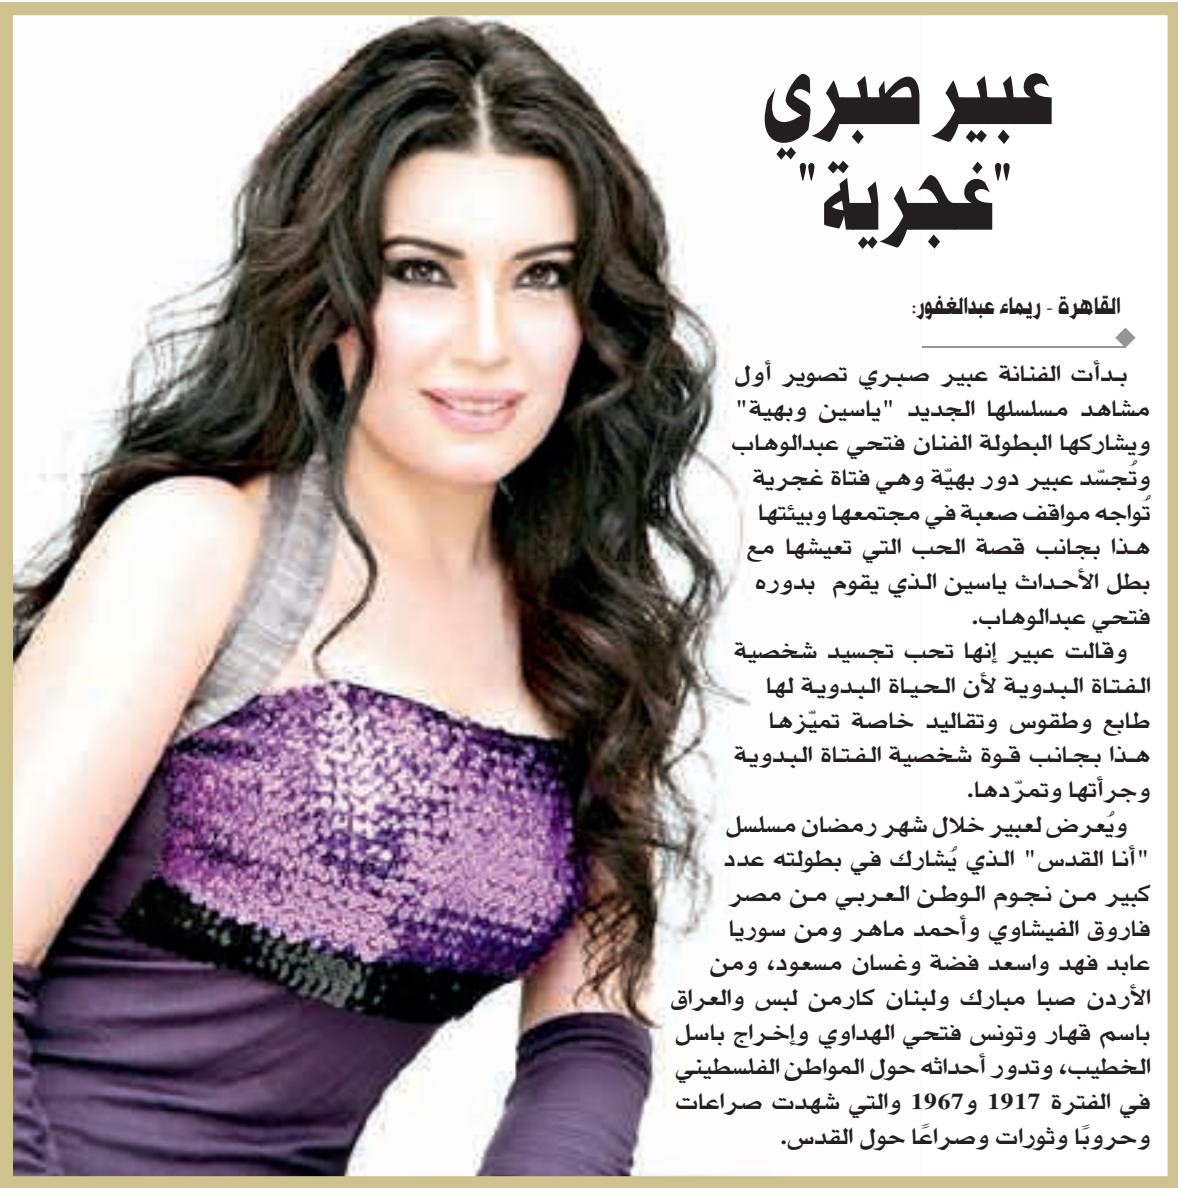 عبير صبري
"غجرية"
القاهرة - ريماء عبدالغفور:
بدأت الفنانة عبير صبري تصوير أول
مشاهد مسلسلها الجديد "ياسين وبهية"
ويشاركها البطولة الفنان فتحي عبدالوهاب
وتُجسّد عبير دور بهيّة وهي فتاة غجرية
تُواجه مواقف صعبة في مجتمعها وبيئتها
هذا بجانب قصة الحب التي تعيشها مع
بطل الأحداث ياسين الذي يقوم بدوره
فتحي عبدالوهاب.
وقالت عبير إنها تحب تجسيد شخصية
الفتاة البدوية لأن الحياة البدوية لها
طابع وطقوس وتقاليد خاصة تميّزها
هذا بجانب قوة شخصية الفتاة البدوية
وجرأتها وتمرّدها.
ويُعرض لعبير خلال شهر رمضان مسلسل
"أنا القدس" الذي يُشارك في بطولته عدد
كبير من نجوم الوطن العربي من مصر
فاروق الفيشاوي وأحمد ماهر ومن سوريا
عابد فهد واسعد فضة وغسان مسعود، ومن
الأردن صبا مبارك ولبنان كارمن لبس والعراق
باسم قهار وتونس فتحي الهداوي وإخراج باسل
الخطيب، وتدور أحداثه حول المواطن الفلسطيني
في الفترة 1917 و1967 والتي شهدت صراعات
وحروبًا وثورات وصراعًا حول القدس.